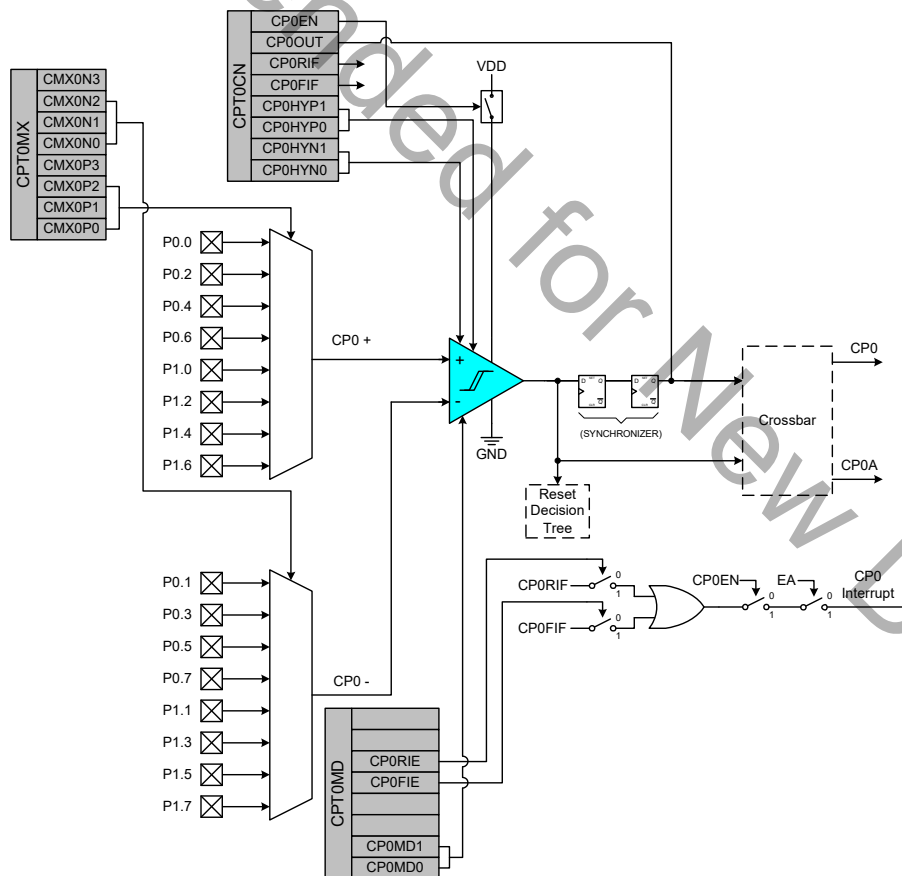 CPT0CN
CP0EN
CP0OUT
CP0RIF
CP0FIF
CP0HYP1
CP0HYP0
CP0HYN1
CP0HYN0
VDD
CPT0MX
CMX0N3
CMX0N2
CMX0N1
CMX0N0
CMX0P3
CMX0P2
CMX0P1
CMX0P0
P0.0
P0.2
P0.4
P0.6
P1.0
P1.2
P1.4
P1.6
CP0 +
+
-
GND
D
Q
Q
D
Q
Q
(SYNCHRONIZER)
Reset
Decision
Tree
Crossbar
CP0
CP0A
P0.1
P0.3
P0.5
P0.7
P1.1
P1.3
P1.5
P1.7
CP0 -
CP0RIF
0
1
CP0FIF
0
1
CP0EN
0
1
EA
0
1
CP0
Interrupt
CPT0MD
CP0RIE
CP0FIE
CP0MD1
CP0MD0
nded for New D